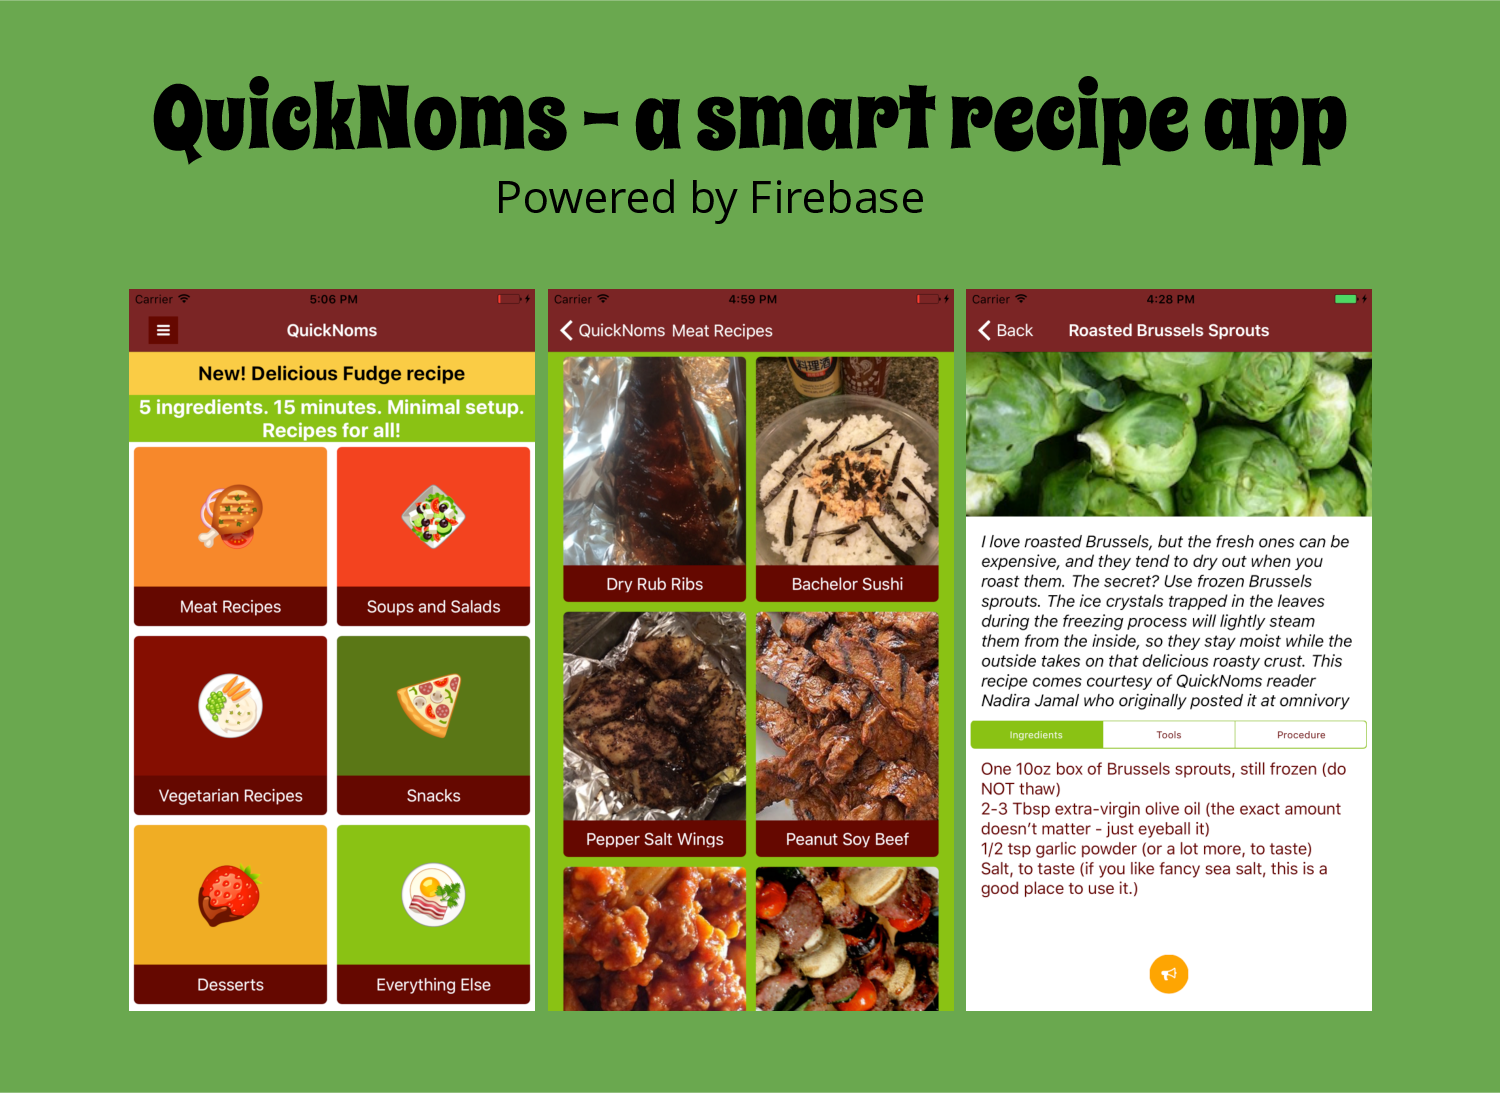 QuickNoms - a smart recipe app
Powered by Firebase
Carrier 5:06 PM
QuickNoms
New! Delicious Fudge recipe
5 ingredients. 15 minutes. Minimal setup.
Recipes for all!
Meat Recipes
Soups and Salads
Vegetarian Recipes
Snacks
Desserts
Everything Else
Carrier 4:59 PM
QuickNoms Meat Recipes
料理酒
Dry Rub Ribs
Bachelor Sushi
Pepper Salt Wings
Peanut Soy Beef
Carrier 4:28 PM
Back Roasted Brussels Sprouts
I love roasted Brussels, but the fresh ones can be
expensive, and they tend to dry out when you
roast them. The secret? Use frozen Brussels
sprouts. The ice crystals trapped in the leaves
during the freezing process will lightly steam
them from the inside, so they stay moist while the
outside takes on that delicious roasty crust. This
recipe comes courtesy of QuickNoms reader
Nadira Jamal who originally posted it at omnivory
Ingredients Tools Procedure
One 10oz box of Brussels sprouts, still frozen (do
NOT thaw)
2-3 Tbsp extra-virgin olive oil (the exact amount
doesn’t matter - just eyeball it)
1/2 tsp garlic powder (or a lot more, to taste)
Salt, to taste (if you like fancy sea salt, this is a
good place to use it.)